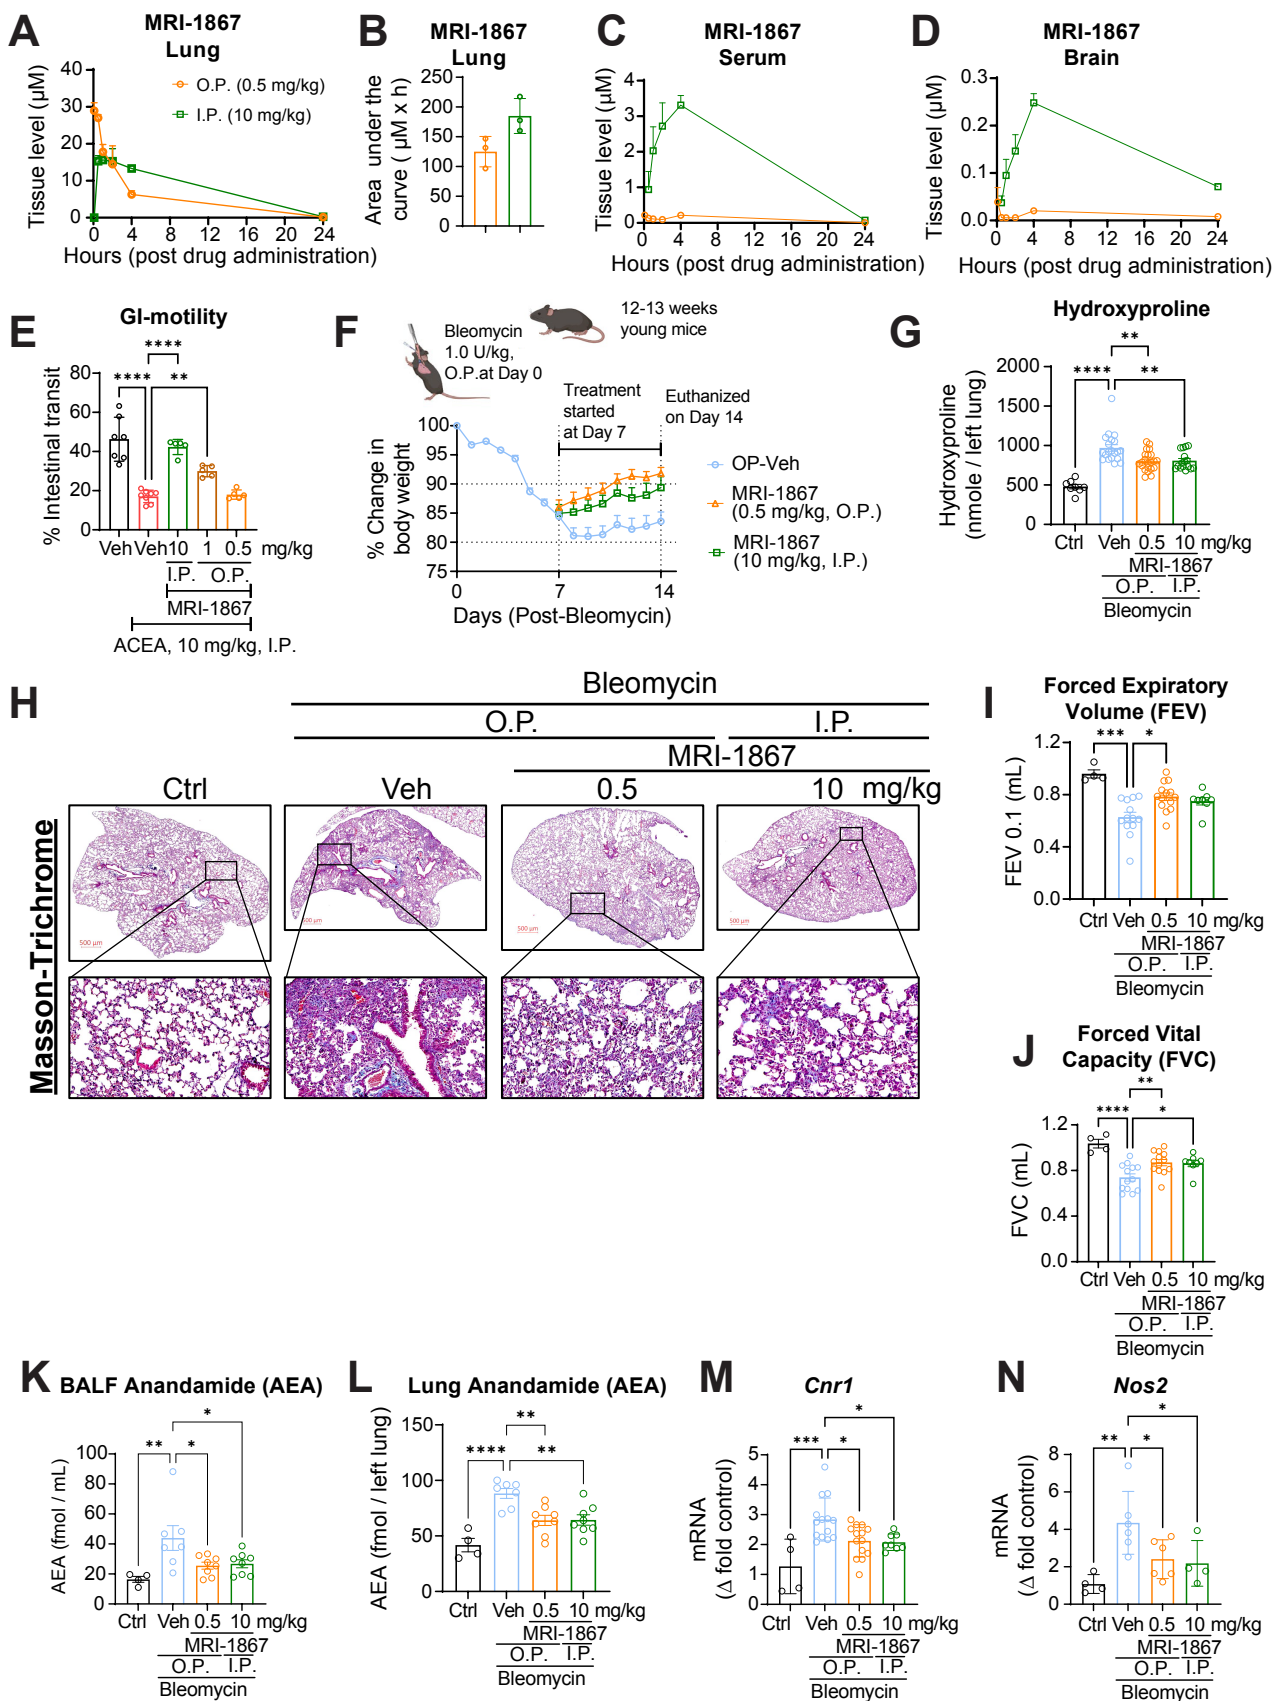 A
MRI-1867
Lung
Tissue level (µM)
40
30
20
10
0
O.P. (0.5 mg/kg)
I.P. (10 mg/kg)
0 4 8 12 16 20 24
Hours (post drug administration)
B
MRI-1867
Lung
Area under the
curve ( µM x h)
250
200
150
100
50
0
C
MRI-1867
Serum
Tissue level (µM)
4
3
2
1
0
0 4 8 12 16 20 24
Hours (post drug administration)
D
MRI-1867
Brain
Tissue level (µM)
0.3
0.2
0.1
0.0
0 4 8 12 16 20 24
Hours (post drug administration)
E
GI-motility
% Intestinal transit
80
60
40
20
0
****
**** **
Veh Veh 10 1 0.5 mg/kg
I.P. O.P.
MRI-1867
ACEA, 10 mg/kg, I.P.
F
Bleomycin
1.0 U/kg,
O.P.at Day 0
12-13 weeks
young mice
Treatment
started
at Day 7
Euthanized
on Day 14
% Change in
body weight
100
95
90
85
80
75
0 7 14
Days (Post-Bleomycin)
OP-Veh
MRI-1867
(0.5 mg/kg, O.P.)
MRI-1867
(10 mg/kg, I.P.)
G
Hydroxyproline
Hydroxyproline
(nmole / left lung)
2000
1500
1000
500
0
**
**** **
Ctrl Veh 0.5 10 mg/kg
MRI-1867
O.P. I.P.
Bleomycin
H
Bleomycin
O.P. I.P.
MRI-1867
Ctrl Veh 0.5 10 mg/kg
Masson-Trichrome
500 µm
500 µm
500 µm
500 µm
I
Forced Expiratory
Volume (FEV)
FEV 0.1 (mL)
1.2
0.8
0.4
0.0
*** *
Ctrl Veh 0.5 10 mg/kg
MRI-1867
O.P. I.P.
Bleomycin
J
Forced Vital
Capacity (FVC)
FVC (mL)
1.2
0.8
0.4
0.0
**
**** *
Ctrl Veh 0.5 10 mg/kg
MRI-1867
O.P. I.P.
Bleomycin
K
BALF Anandamide (AEA)
AEA (fmol / mL)
100
80
60
40
20
0
*
** *
Ctrl Veh 0.5 10 mg/kg
MRI-1867
O.P. I.P.
Bleomycin
L
Lung Anandamide (AEA)
AEA (fmol / left lung)
150
100
50
0
**
**** **
Ctrl Veh 0.5 10 mg/kg
MRI-1867
O.P. I.P.
Bleomycin
M
Cnr1
mRNA
(Δ fold control)
5
4
3
2
1
0
*
*** *
Ctrl Veh 0.5 10 mg/kg
MRI-1867
O.P. I.P.
Bleomycin
N
Nos2
mRNA
(Δ fold control)
8
6
4
2
0
*
** *
Ctrl Veh 0.5 10 mg/kg
MRI-1867
O.P. I.P.
Bleomycin